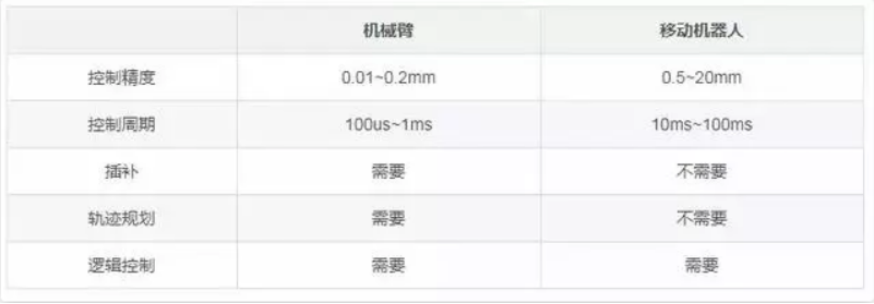 机械臂 移动机器人
控制精度 0.01~0.2mm 0.5~20mm
控制周期 100us~1ms 10ms~100ms
插补 需要 不需要
轨迹规划 需要 不需要
逻辑控制 需要 需要